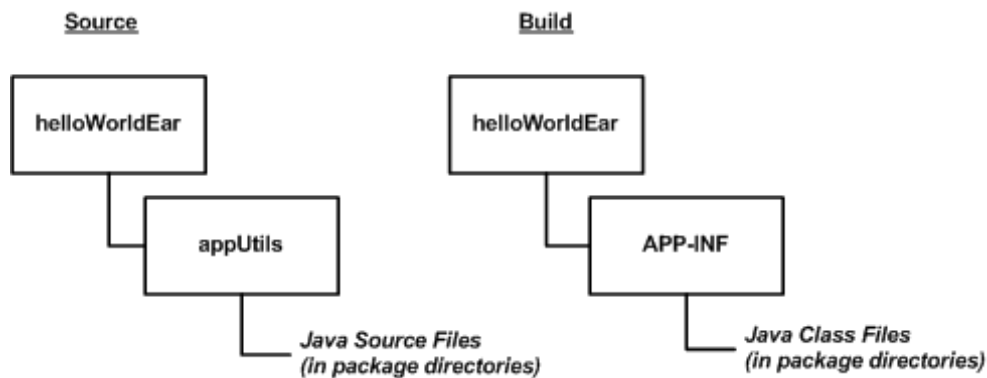 Source
helloWorldEar
appUtils
Java Source Files
(in package directories)
Build
helloWorldEar
APP-INF
Java Class Files
(in package directories)